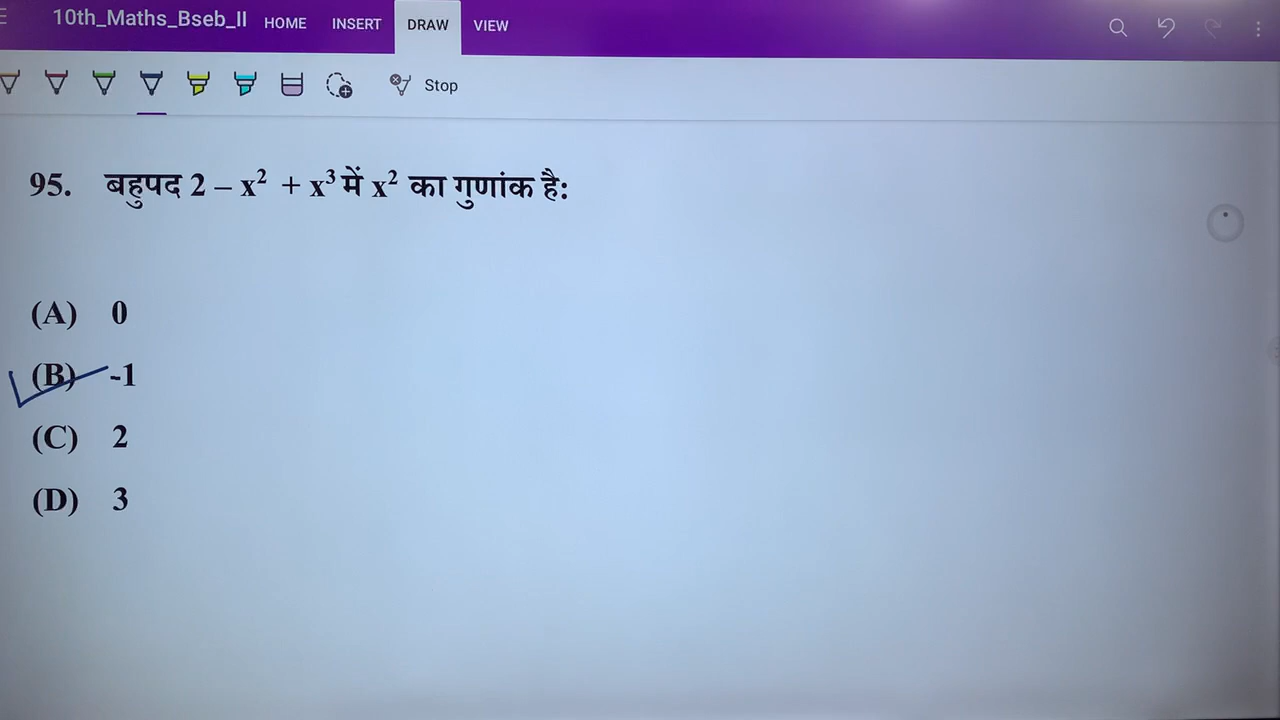 10th_Maths_Bseb_II HOME INSERT DRAW VIEW
Stop
95. बहुपद 2 – x² + x³ में x² का गुणांक है:
(A) 0
(B) -1
(C) 2
(D) 3